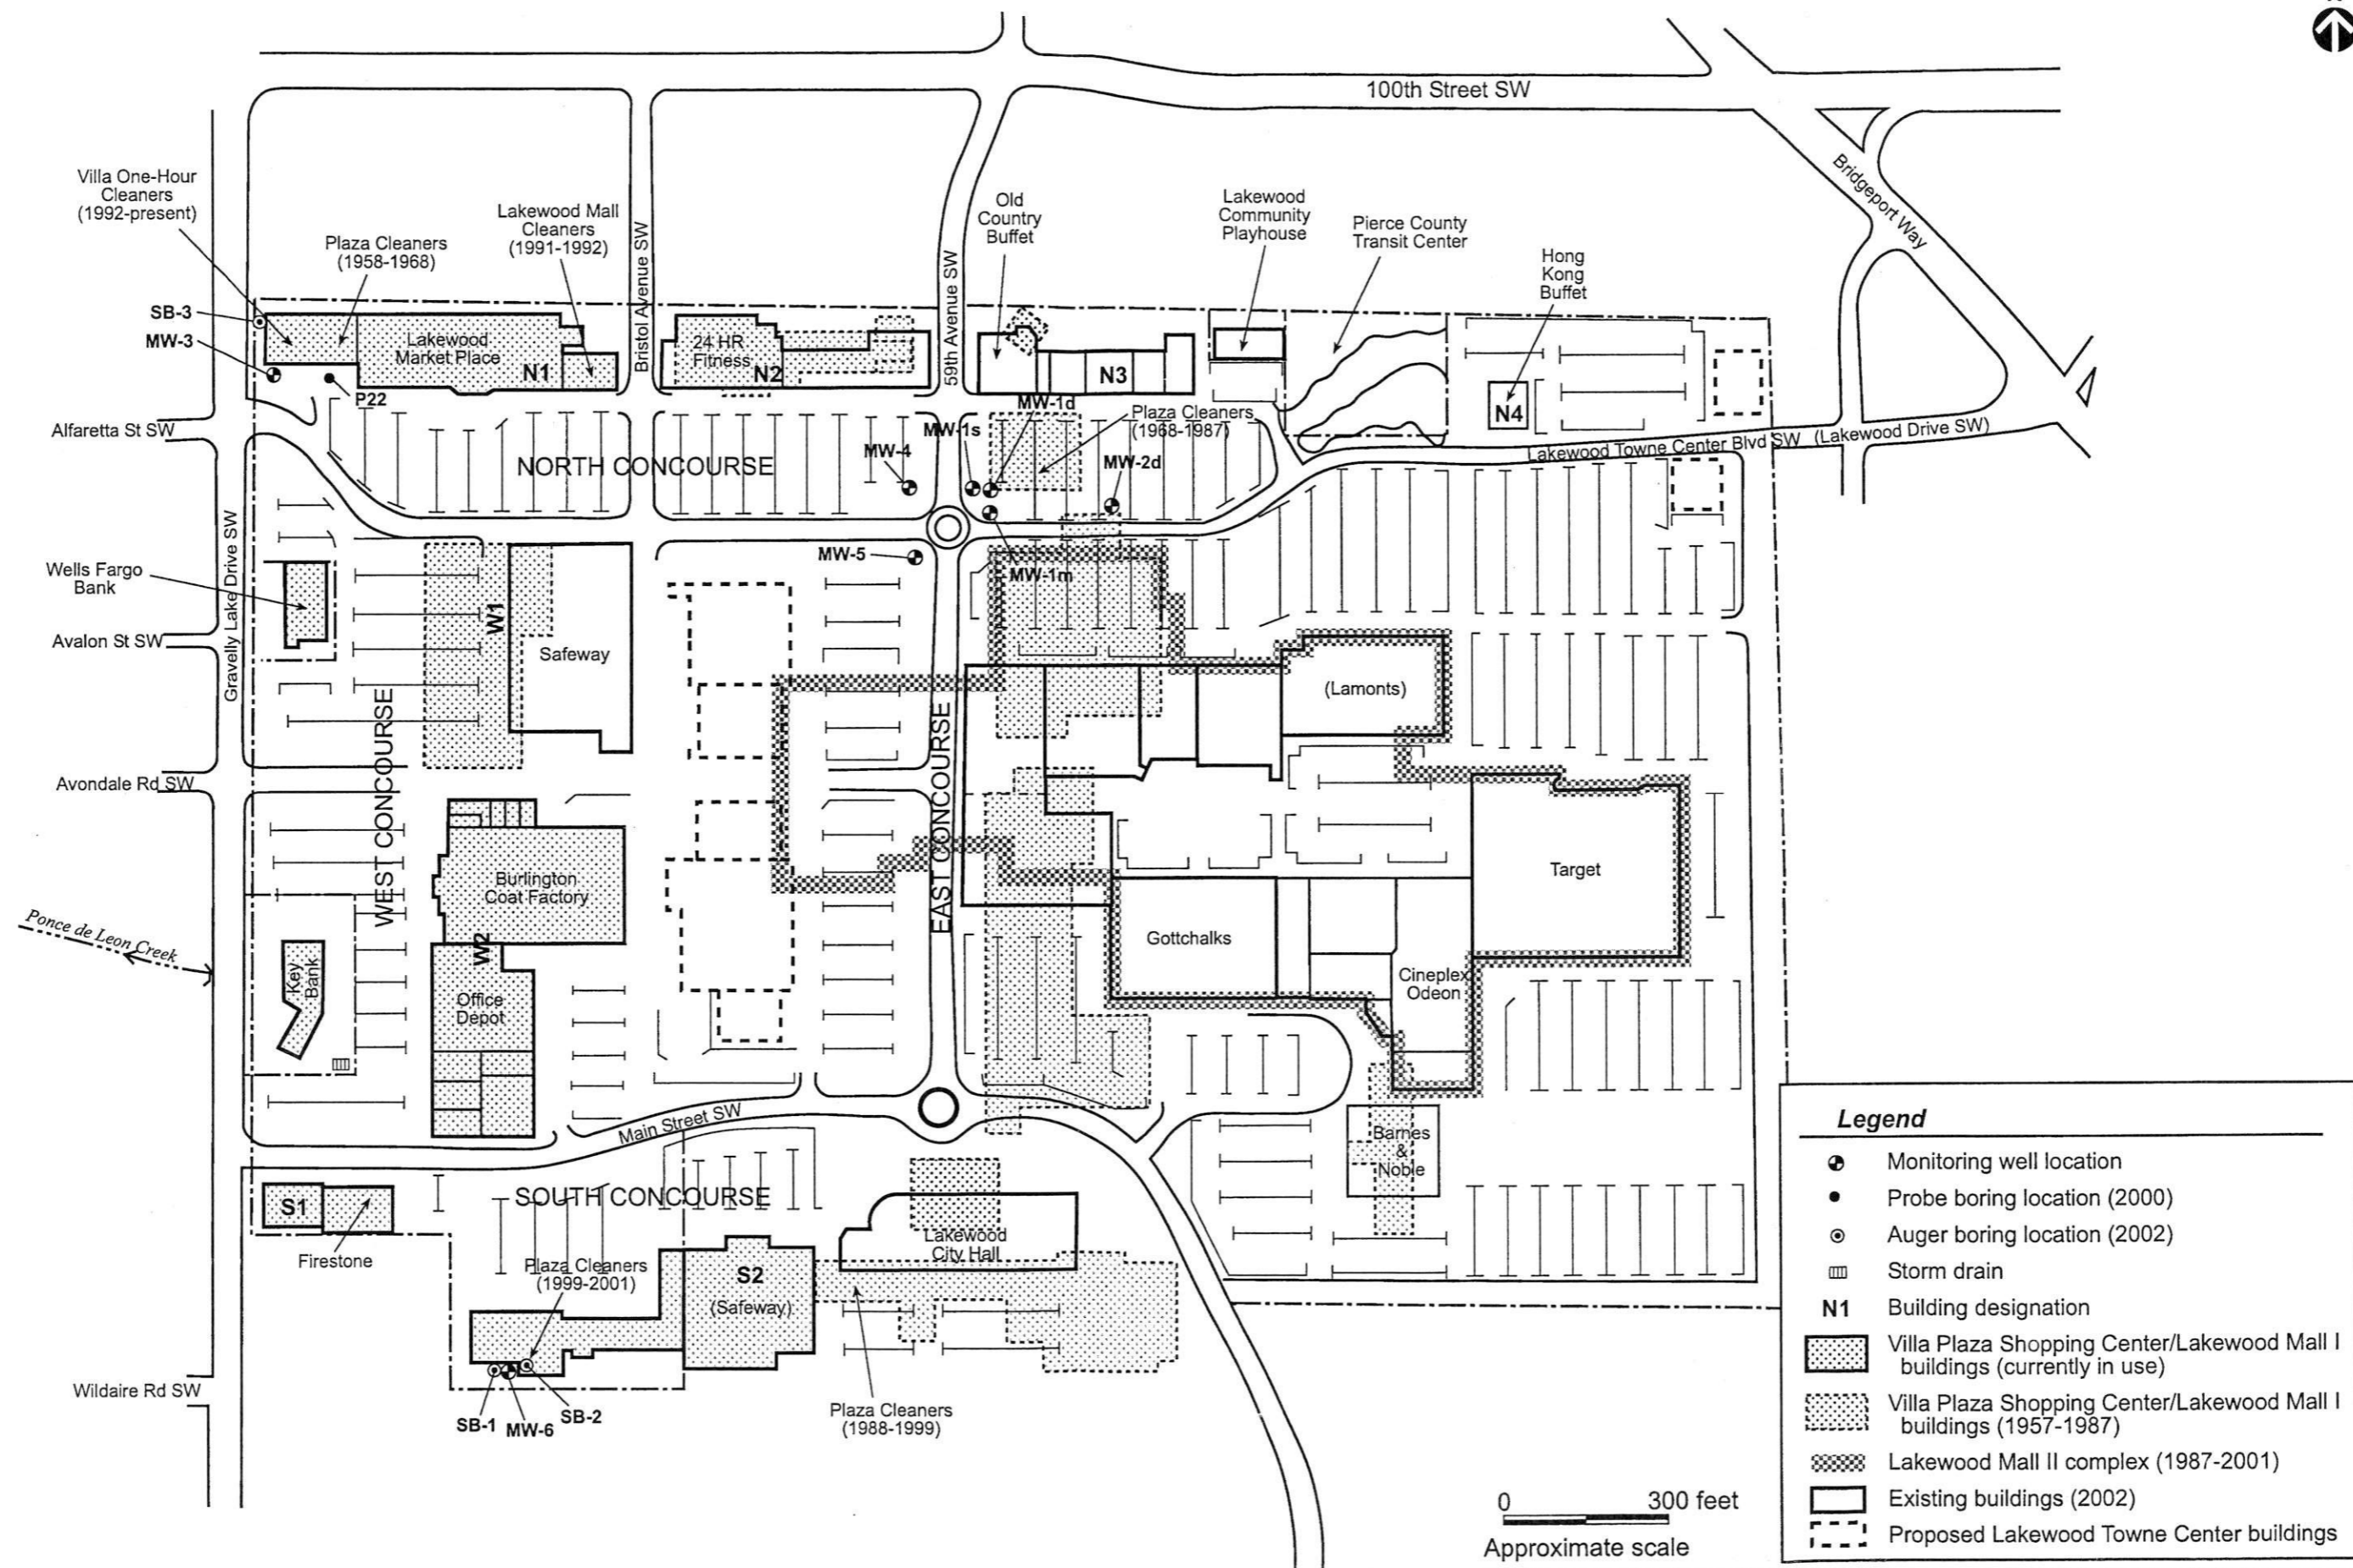 100th Street SW
Bridgeport Way
Villa One-Hour
Cleaners
(1992-present)
Plaza Cleaners
(1958-1968)
Lakewood Mall
Cleaners
(1991-1992)
Bristol Avenue SW
59th Avenue SW
Old
Country
Buffet
Lakewood
Community
Playhouse
Pierce County
Transit Center
Hong
Kong
Buffet
SB-3
MW-3
Lakewood
Market Place
N1
24 HR
Fitness
N2
N3
N4
P22
MW-1d
MW-1s
Plaza Cleaners
(1968-1987)
MW-4
MW-2d
Alfaretta St SW
NORTH CONCOURSE
Lakewood Towne Center Blvd SW (Lakewood Drive SW)
MW-5
MW-1m
Wells Fargo
Bank
Gravelly Lake Drive SW
W1
Safeway
Avalon St SW
(Lamonts)
WEST CONCOURSE
EAST CONCOURSE
Avondale Rd SW
Burlington
Coat Factory
Target
Ponce de Leon Creek
W2
Gottchalks
Key
Bank
Office
Depot
Cineplex
Odeon
Main Street SW
Barnes
&
Noble
S1
SOUTH CONCOURSE
Firestone
Lakewood
City Hall
Plaza Cleaners
(1999-2001)
S2
(Safeway)
Wildaire Rd SW
SB-1
MW-6
SB-2
Plaza Cleaners
(1988-1999)
0 300 feet
Approximate scale
Legend
Monitoring well location
Probe boring location (2000)
Auger boring location (2002)
Storm drain
N1 Building designation
Villa Plaza Shopping Center/Lakewood Mall I
buildings (currently in use)
Villa Plaza Shopping Center/Lakewood Mall I
buildings (1957-1987)
Lakewood Mall II complex (1987-2001)
Existing buildings (2002)
Proposed Lakewood Towne Center buildings